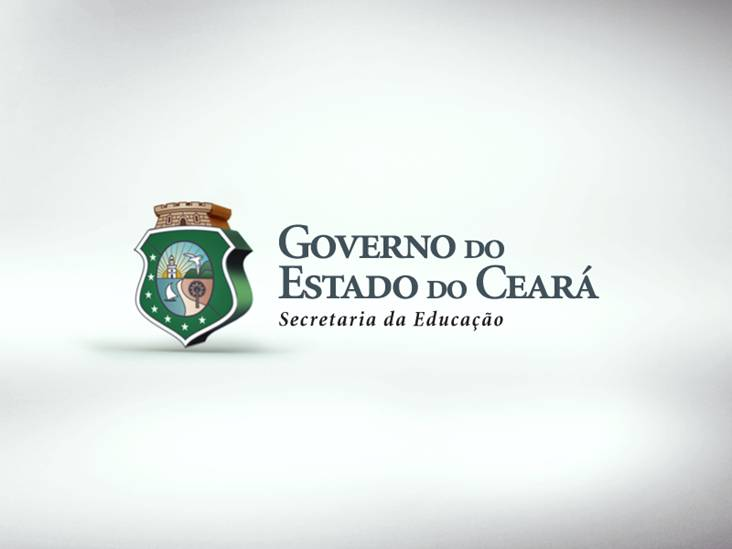 GOVERNO DO
ESTADO DO CEARÁ
Secretaria da Educação